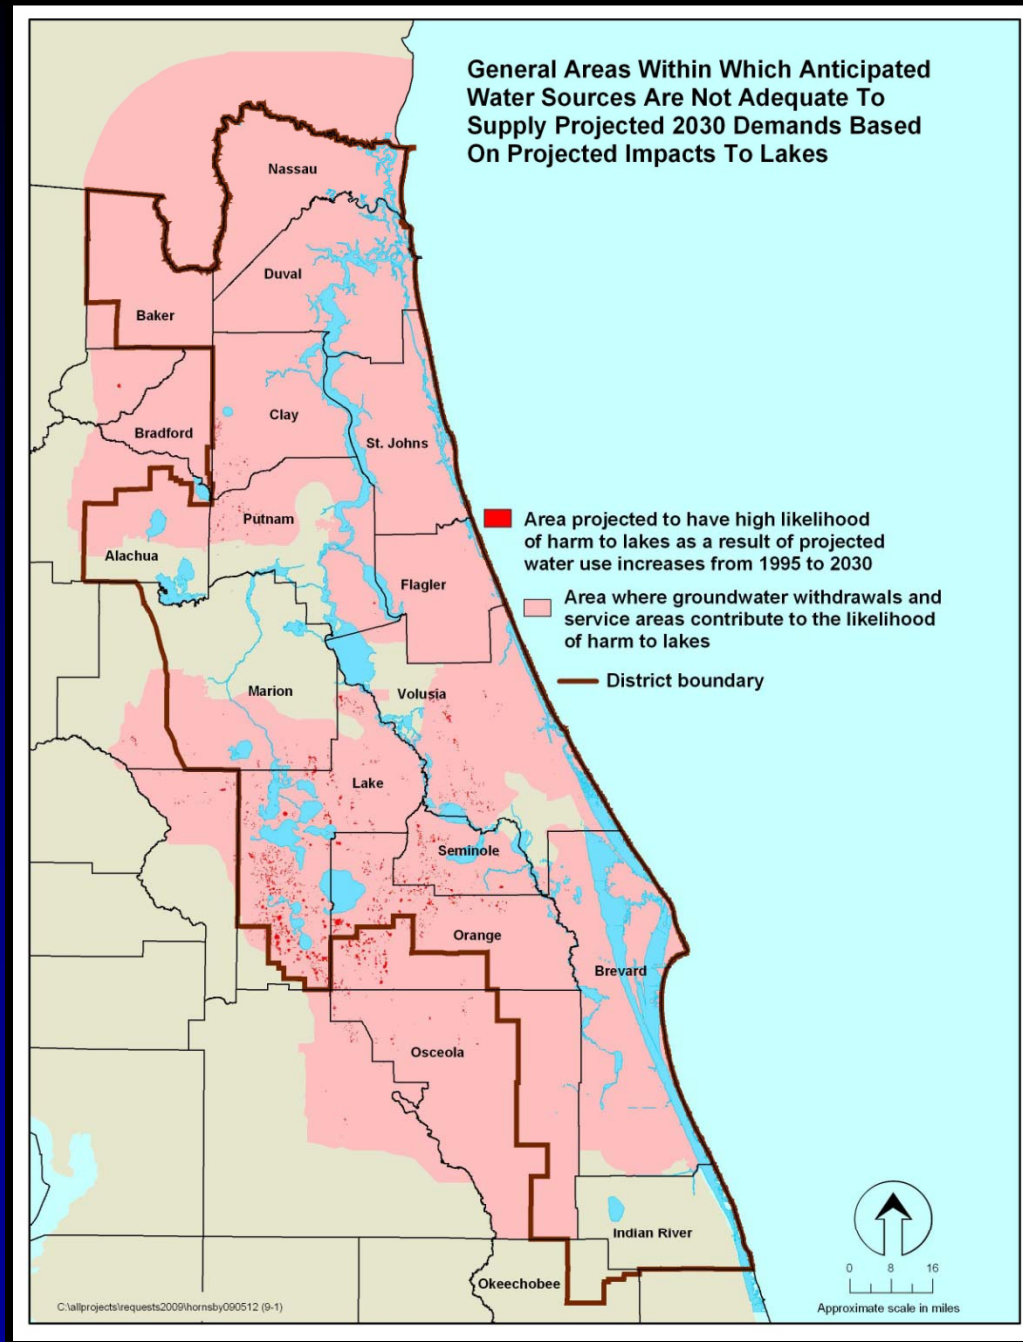 General Areas Within Which Anticipated
Water Sources Are Not Adequate To
Supply Projected 2030 Demands Based
On Projected Impacts To Lakes
Nassau
Duval
Baker
Clay
Bradford
St. Johns
Putnam
Alachua
Flagler
Area projected to have high likelihood
of harm to lakes as a result of projected
water use increases from 1995 to 2030
Area where groundwater withdrawals and
service areas contribute to the likelihood
of harm to lakes
District boundary
Marion
Volusia
Lake
Seminole
Orange
Brevard
Osceola
Indian River
Okeechobee
0 8 16
Approximate scale in miles
C:\allprojects\requests2009\hornsby090512 (9-1)